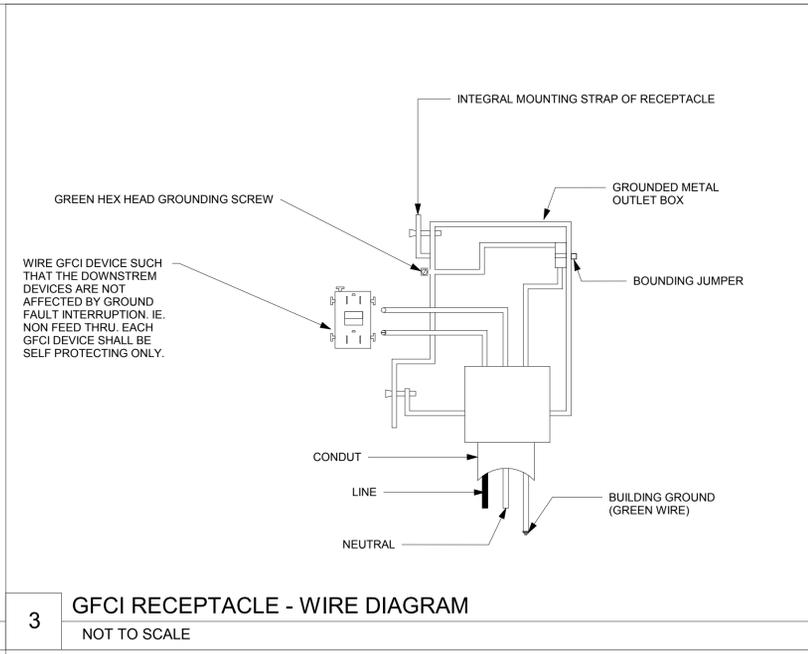 INTEGRAL MOUNTING STRAP OF RECEPTACLE
GROUNDED METAL
OUTLET BOX
GREEN HEX HEAD GROUNDING SCREW
WIRE GFCI DEVICE SUCH
THAT THE DOWNSTREM
DEVICES ARE NOT
AFFECTED BY GROUND
FAULT INTERRUPTION. IE.
NON FEED THRU. EACH
GFCI DEVICE SHALL BE
SELF PROTECTING ONLY.
BOUNDING JUMPER
CONDUT
LINE
BUILDING GROUND
(GREEN WIRE)
NEUTRAL
3
GFCI RECEPTACLE - WIRE DIAGRAM
NOT TO SCALE